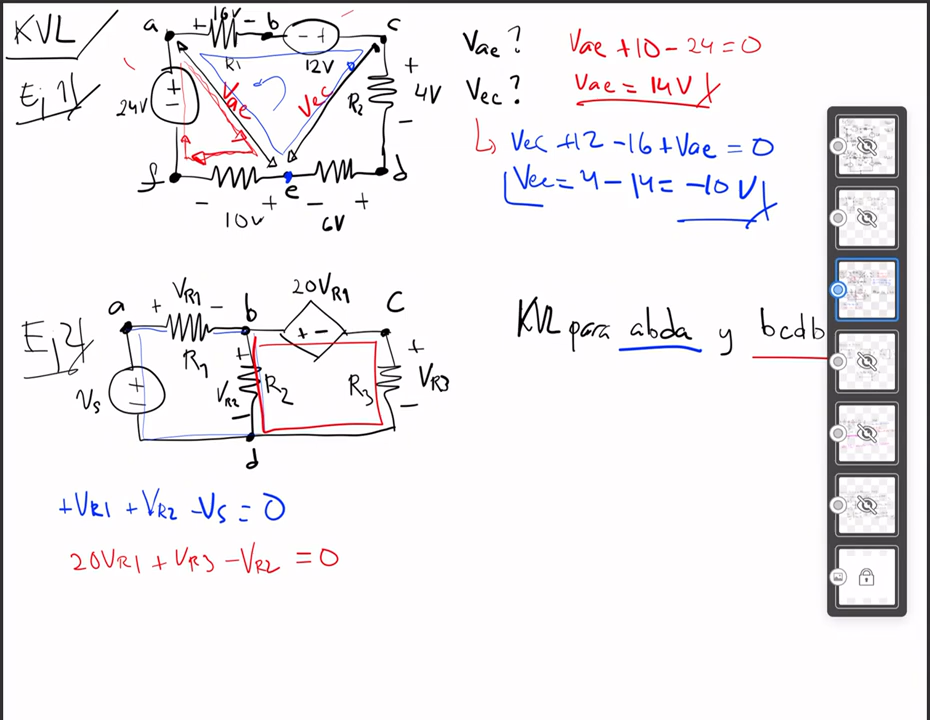 KVL
Ej 1)
a + 16V - b - + c
R1 12V
24V + -
Vae Vec
R2 + 4V -
f - 10V + e - 6V + d
Vae? Vae + 10 - 24 = 0
Vec? Vae = 14V
Vec + 12 - 16 + Vae = 0
Vec = 4 - 14 = -10 V
Ej 2)
a + VR1 - b 20VR1 c
R1 + -
Vs + - VR2 + - R2 R3 + VR3 -
d
KVL para abda y bcdb
+VR1 + VR2 - Vs = 0
20VR1 + VR3 - VR2 = 0